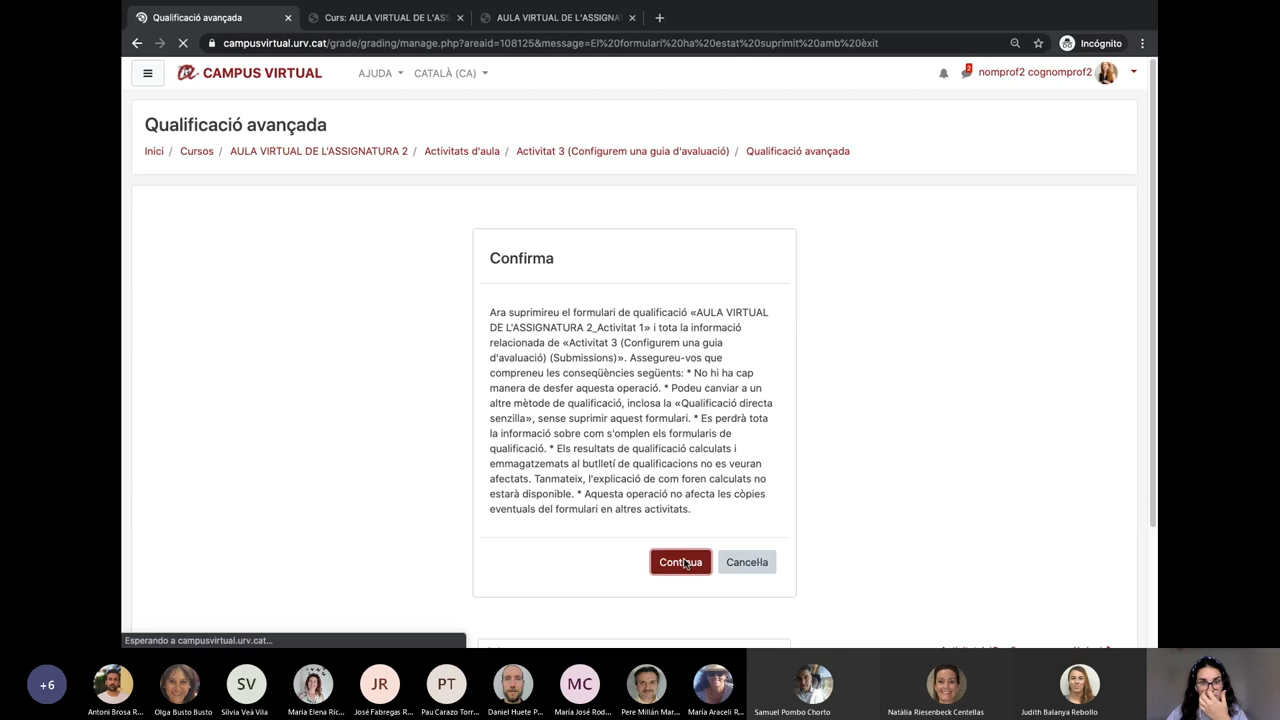 Qualificació avançada
Curs: AULA VIRTUAL DE L'ASS
AULA VIRTUAL DE L'ASSIGNAT
campusvirtual.urv.cat/grade/grading/manage.php?areaid=108125&message=El%20formulari%20ha%20estat%20suprimit%20amb%20èxit
Incógnito
CAMPUS VIRTUAL
AJUDA
CATALÀ (CA)
2
nomprof2 cognomprof2
Qualificació avançada
Inici / Cursos / AULA VIRTUAL DE L'ASSIGNATURA 2 / Activitats d'aula / Activitat 3 (Configurem una guia d'avaluació) / Qualificació avançada
Confirma
Ara suprimireu el formulari de qualificació «AULA VIRTUAL
DE L'ASSIGNATURA 2_Activitat 1» i tota la informació
relacionada de «Activitat 3 (Configurem una guia
d'avaluació) (Submissions)». Assegureu-vos que
compreneu les conseqüències següents: * No hi ha cap
manera de desfer aquesta operació. * Podeu canviar a un
altre mètode de qualificació, inclosa la «Qualificació directa
senzilla», sense suprimir aquest formulari. * Es perdrà tota
la informació sobre com s'omplen els formularis de
qualificació. * Els resultats de qualificació calculats i
emmagatzemats al butlletí de qualificacions no es veuran
afectats. Tanmateix, l'explicació de com foren calculats no
estarà disponible. * Aquesta operació no afecta les còpies
eventuals del formulari en altres activitats.
Continua
Cancel·la
Esperando a campusvirtual.urv.cat...
+6
SV
JR
PT
MC
Antoni Brosa R...
Olga Busto Busto
Sílvia Veà Vila
Maria Elena Ric...
José Fabregas R...
Pau Carazo Torr...
Daniel Huete P...
María José Rod...
Pere Millán Mar...
Maria Araceli R...
Samuel Pombo Chorto
Natàlia Riesenbeck Centellas
Judith Balanya Rebollo